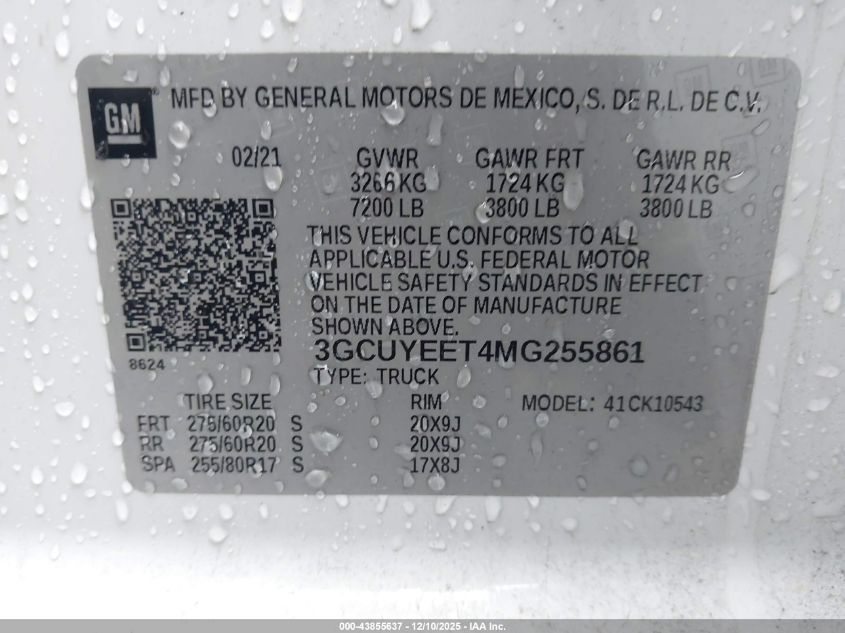 GM® MFD BY GENERAL MOTORS DE MEXICO, S. DE R.L. DE C.V.
02/21 GVWR GAWR FRT GAWR RR
3266 KG 1724 KG 1724 KG
7200 LB 3800 LB 3800 LB
THIS VEHICLE CONFORMS TO ALL
APPLICABLE U.S. FEDERAL MOTOR
VEHICLE SAFETY STANDARDS IN EFFECT
ON THE DATE OF MANUFACTURE
SHOWN ABOVE.
8624
3GCUYEET4MG255861
TYPE: TRUCK
TIRE SIZE RIM MODEL: 41CK10543
FRT 275/60R20 S 20X9J
RR 275/60R20 S 20X9J
SPA 255/80R17 S 17X8J
000-43855637 - 12/10/2025 - IAA Inc.